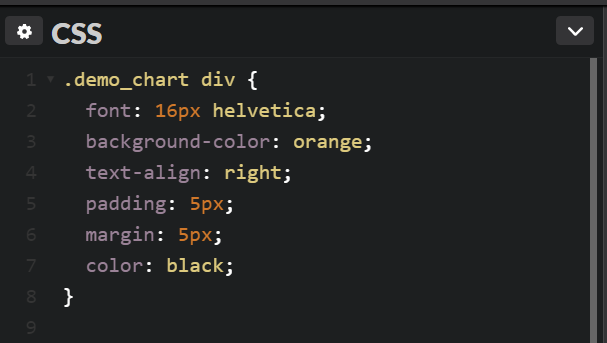 CSS
1 .demo_chart div {
2 font: 16px helvetica;
3 background-color: orange;
4 text-align: right;
5 padding: 5px;
6 margin: 5px;
7 color: black;
8 }
9